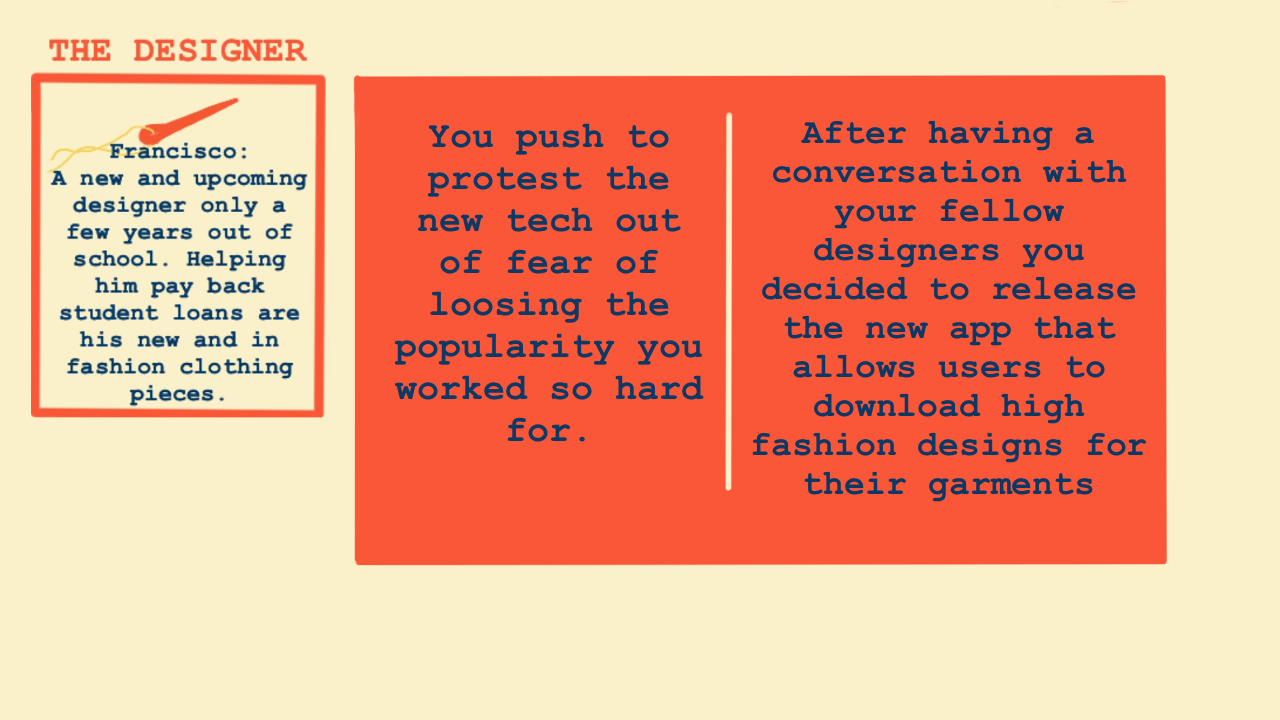 THE DESIGNER
Francisco:
A new and upcoming
designer only a
few years out of
school. Helping
him pay back
student loans are
his new and in
fashion clothing
pieces.
You push to
protest the
new tech out
of fear of
loosing the
popularity you
worked so hard
for.
After having a
conversation with
your fellow
designers you
decided to release
the new app that
allows users to
download high
fashion designs for
their garments